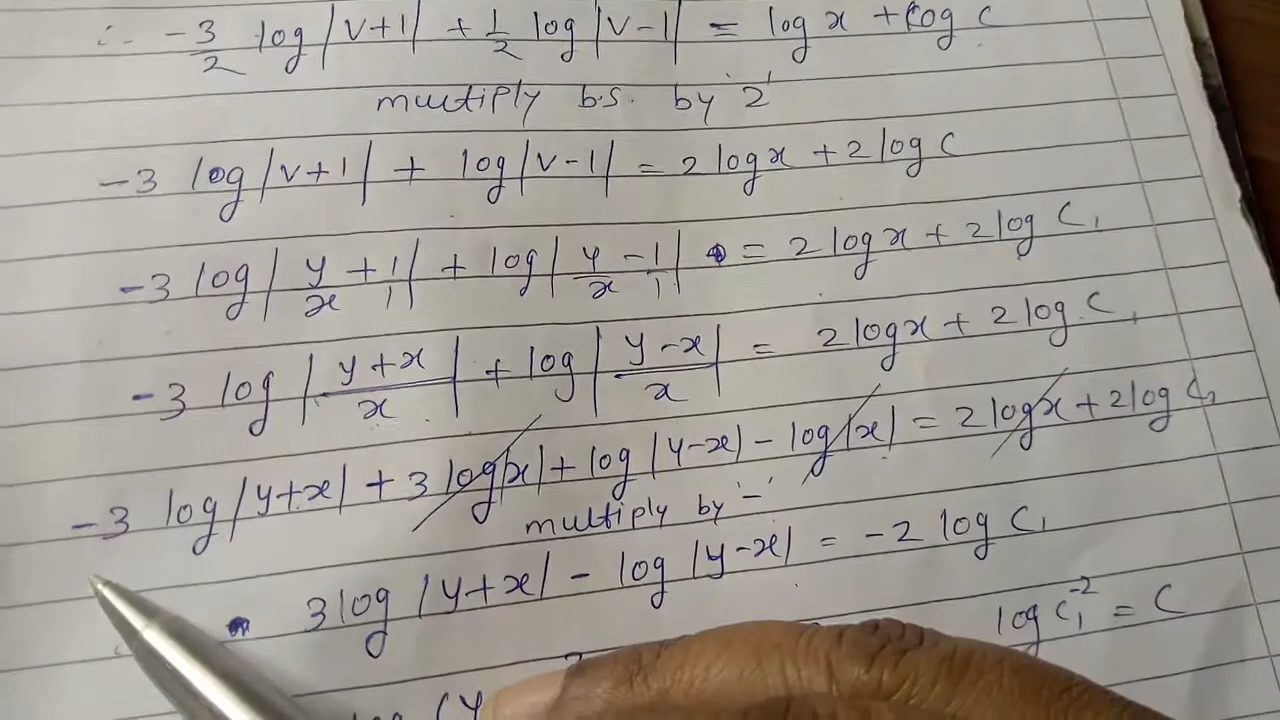 ∴ -3/2 log|v+1| + 1/2 log|v-1| = log x + log c
multiply b.s. by '2'
-3 log|v+1| + log|v-1| = 2 log x + 2 log c
-3 log|y/x + 1/1| + log|y/x - 1/1| = 2 log x + 2 log c₁
-3 log|(y+x)/x| + log|(y-x)/x| = 2 log x + 2 log c₁
-3 log|y+x| + 3 log|x| + log|y-x| - log|x| = 2 log x + 2 log c₁
multiply by '-'
3 log|y+x| - log|y-x| = -2 log c₁
log c₁⁻² = c
(y